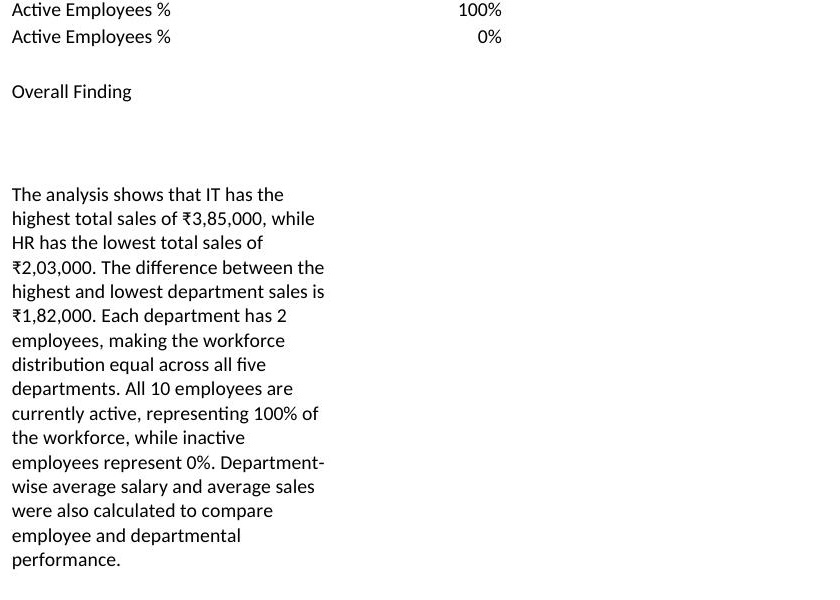 Active Employees % 100%
Active Employees % 0%
Overall Finding
The analysis shows that IT has the
highest total sales of ₹3,85,000, while
HR has the lowest total sales of
₹2,03,000. The difference between the
highest and lowest department sales is
₹1,82,000. Each department has 2
employees, making the workforce
distribution equal across all five
departments. All 10 employees are
currently active, representing 100% of
the workforce, while inactive
employees represent 0%. Department-
wise average salary and average sales
were also calculated to compare
employee and departmental
performance.